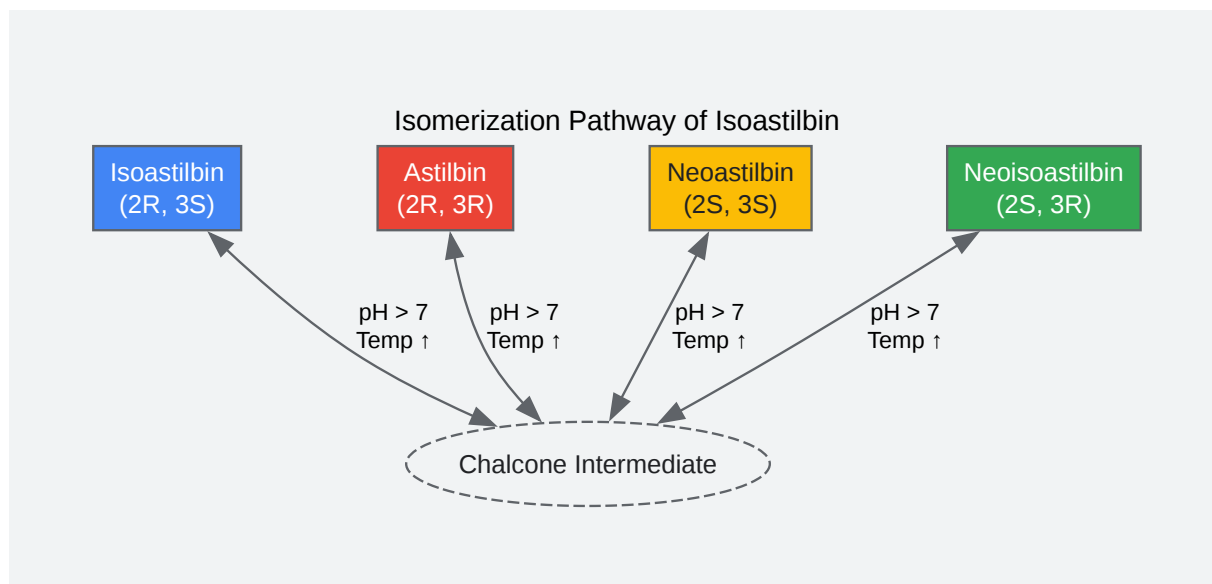 Isomerization Pathway of Isoastilbin
Isoastilbin
(2R, 3S)
Astilbin
(2R, 3R)
Neoastilbin
(2S, 3S)
Neoisoastilbin
(2S, 3R)
pH > 7
Temp ↑
pH > 7
Temp ↑
pH > 7
Temp ↑
pH > 7
Temp ↑
Chalcone Intermediate